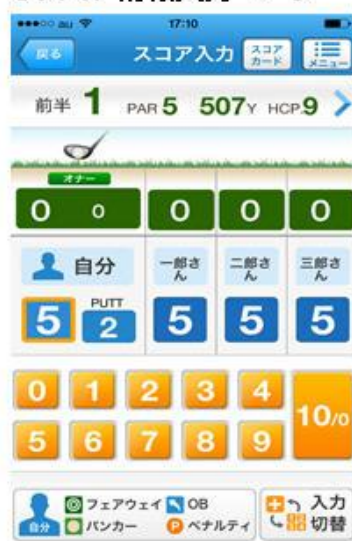 au 17:10
戻る スコア入力 スコアカード メニュー
前半 1 PAR 5 507Y HCP.9
オナー
0 0 0 0 0
自分 一郎さん 二郎さん 三郎さん
PUTT
5 2 5 5 5
0 1 2 3 4
10/0
5 6 7 8 9
フェアウェイ OB 入力
自分 バンカー P ペナルティ 切替